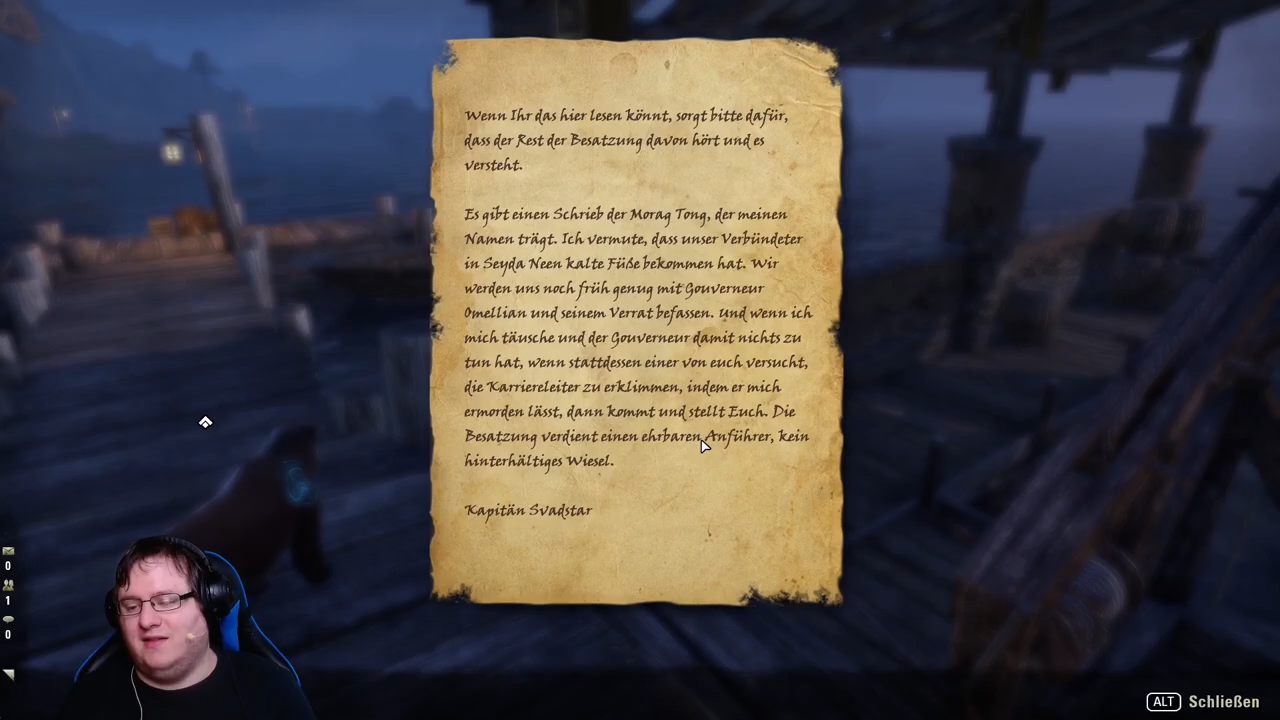 Wenn Ihr das hier lesen könnt, sorgt bitte dafür,
dass der Rest der Besatzung davon hört und es
versteht.
Es gibt einen Schrieb der Morag Tong, der meinen
Namen trägt. Ich vermute, dass unser Verbündeter
in Seyda Neen kalte Füße bekommen hat. Wir
werden uns noch früh genug mit Gouverneur
Omellian und seinem Verrat befassen. Und wenn ich
mich täusche und der Gouverneur damit nichts zu
tun hat, wenn stattdessen einer von euch versucht,
die Karriereleiter zu erklimmen, indem er mich
ermorden lässt, dann kommt und stellt Euch. Die
Besatzung verdient einen ehrbaren Anführer, kein
hinterhältiges Wiesel.
Kapitän Svadstar
0
1
0
ALT Schließen